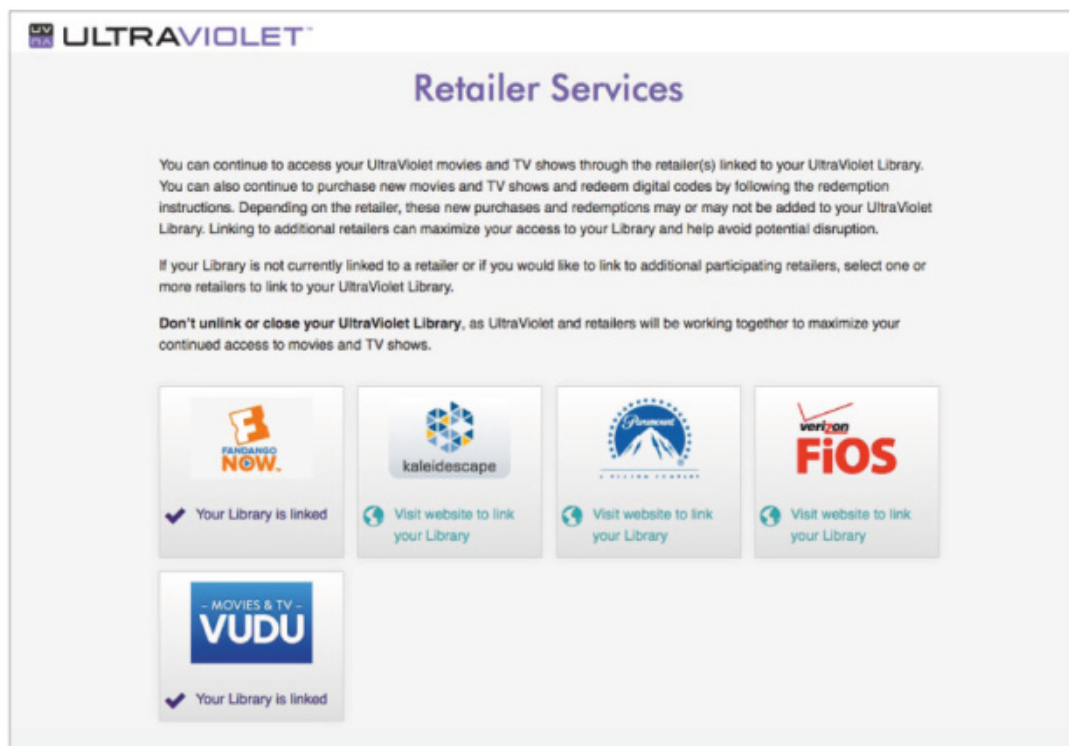 UV
ULTRAVIOLET™
Retailer Services
You can continue to access your UltraViolet movies and TV shows through the retailer(s) linked to your UltraViolet Library.
You can also continue to purchase new movies and TV shows and redeem digital codes by following the redemption
instructions. Depending on the retailer, these new purchases and redemptions may or may not be added to your UltraViolet
Library. Linking to additional retailers can maximize your access to your Library and help avoid potential disruption.
If your Library is not currently linked to a retailer or if you would like to link to additional participating retailers, select one or
more retailers to link to your UltraViolet Library.
Don't unlink or close your UltraViolet Library, as UltraViolet and retailers will be working together to maximize your
continued access to movies and TV shows.
F
FANDANGO
NOW™
Your Library is linked
kaleidescape
Visit website to link
your Library
Paramount
®
A VIACOM COMPANY
Visit website to link
your Library
verizon
FiOS
Visit website to link
your Library
– MOVIES & TV –
VUDU
Your Library is linked